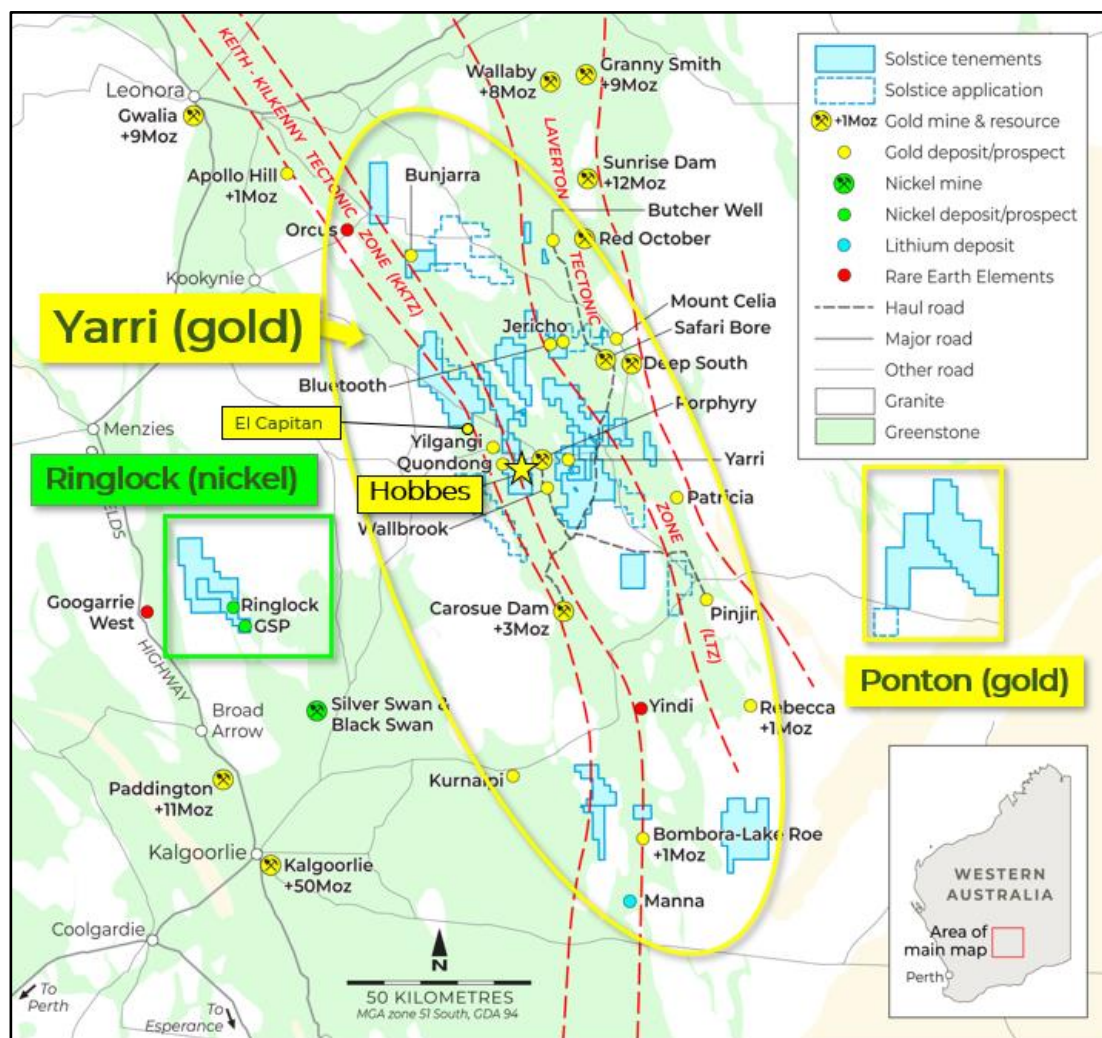 Leonora
Gwalia
+9Moz
KEITH - KILKENNY TECTONIC ZONE (KKTZ)
Wallaby
+8Moz
Granny Smith
+9Moz
LAVERTON
TECTONIC
ZONE
(LTZ)
Apollo Hill
+1Moz
Bunjarra
Sunrise Dam
+12Moz
Butcher Well
Orcus
Red October
Kookynie
Yarri (gold)
Mount Celia
Jericho
Safari Bore
Bluetooth
Deep South
El Capitan
Porphyry
Menzies
Yilgangi
Quondong
Yarri
Ringlock (nickel)
Hobbes
Patricia
Wallbrook
FIELDS
HIGHWAY
Googarrie
West
Ringlock
GSP
Carosue Dam
+3Moz
Pinjin
Ponton (gold)
Silver Swan &
Black Swan
Yindi
Rebecca
+1Moz
Broad
Arrow
Paddington
+11Moz
Kurnalpi
Bombora-Lake Roe
+1Moz
Kalgoorlie
Kalgoorlie
+50Moz
Manna
Coolgardie
To
Perth
To
Esperance
N
50 KILOMETRES
MGA zone 51 South, GDA 94
Solstice tenements
Solstice application
+1Moz Gold mine & resource
Gold deposit/prospect
Nickel mine
Nickel deposit/prospect
Lithium deposit
Rare Earth Elements
Haul road
Major road
Other road
Granite
Greenstone
WESTERN
AUSTRALIA
Area of
main map
Perth